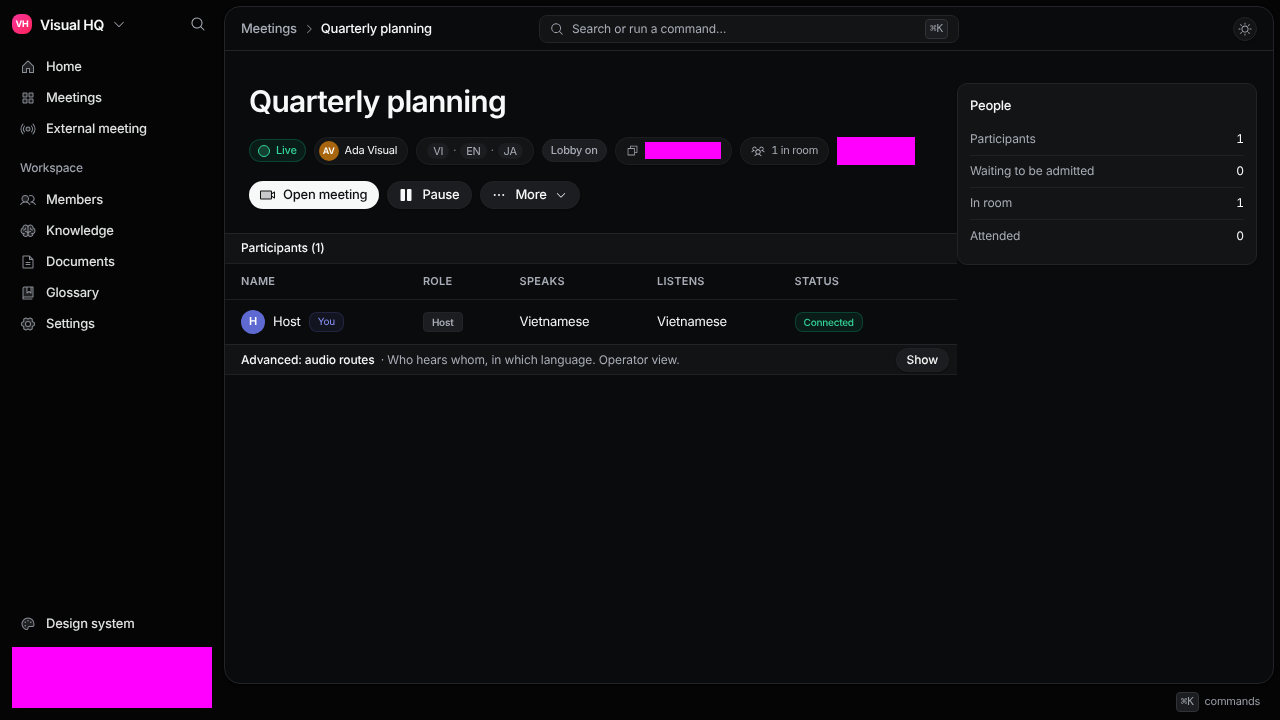 VH Visual HQ
Home
Meetings
External meeting
Workspace
Members
Knowledge
Documents
Glossary
Settings
Design system
Meetings Quarterly planning
Search or run a command... ⌘K
Quarterly planning
Live AV Ada Visual VI · EN · JA Lobby on 1 in room
Open meeting Pause ··· More
Participants (1)
NAME ROLE SPEAKS LISTENS STATUS
H Host You Host Vietnamese Vietnamese Connected
Advanced: audio routes · Who hears whom, in which language. Operator view. Show
People
Participants 1
Waiting to be admitted 0
In room 1
Attended 0
⌘K commands